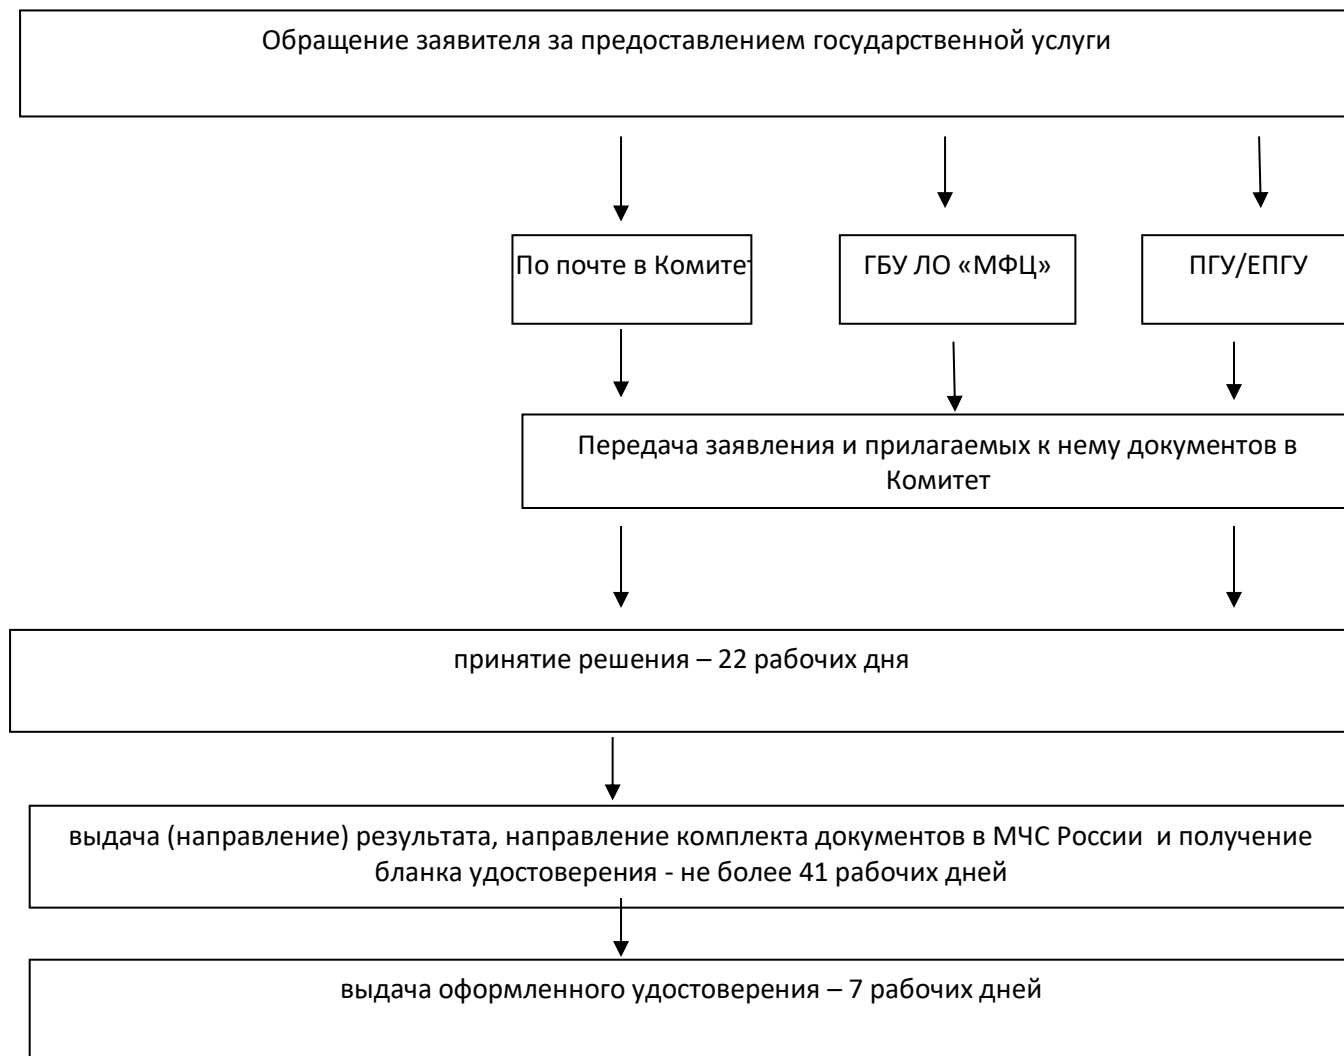 Обращение заявителя за предоставлением государственной услуги
По почте в Комитет
ГБУ ЛО «МФЦ»
ПГУ/ЕПГУ
Передача заявления и прилагаемых к нему документов в
Комитет
принятие решения – 22 рабочих дня
выдача (направление) результата, направление комплекта документов в МЧС России и получение
бланка удостоверения - не более 41 рабочих дней
выдача оформленного удостоверения – 7 рабочих дней